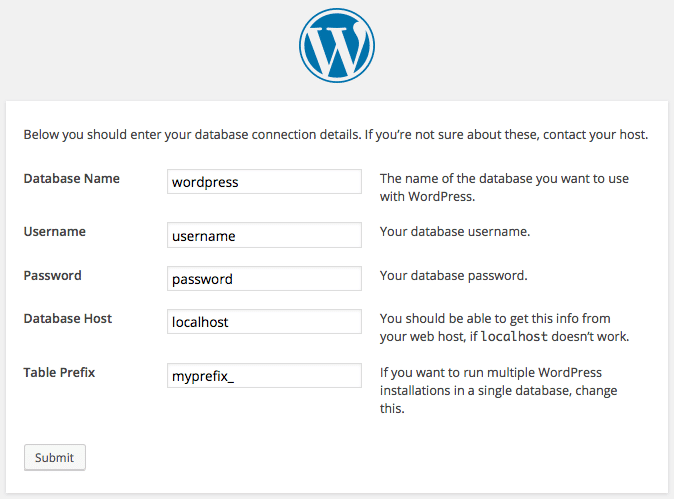 Below you should enter your database connection details. If you’re not sure about these, contact your host.
Database Name wordpress The name of the database you want to use
with WordPress.
Username username Your database username.
Password password Your database password.
Database Host localhost You should be able to get this info from
your web host, if localhost doesn’t work.
Table Prefix myprefix_ If you want to run multiple WordPress
installations in a single database, change
this.
Submit